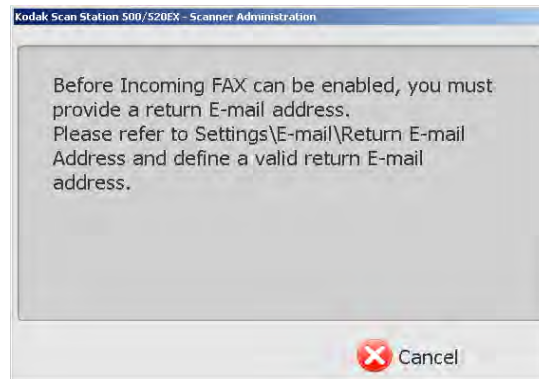 Kodak Scan Station 500/520EX - Scanner Administration
Before Incoming FAX can be enabled, you must
provide a return E-mail address.
Please refer to Settings\E-mail\Return E-mail
Address and define a valid return E-mail
address.
Cancel